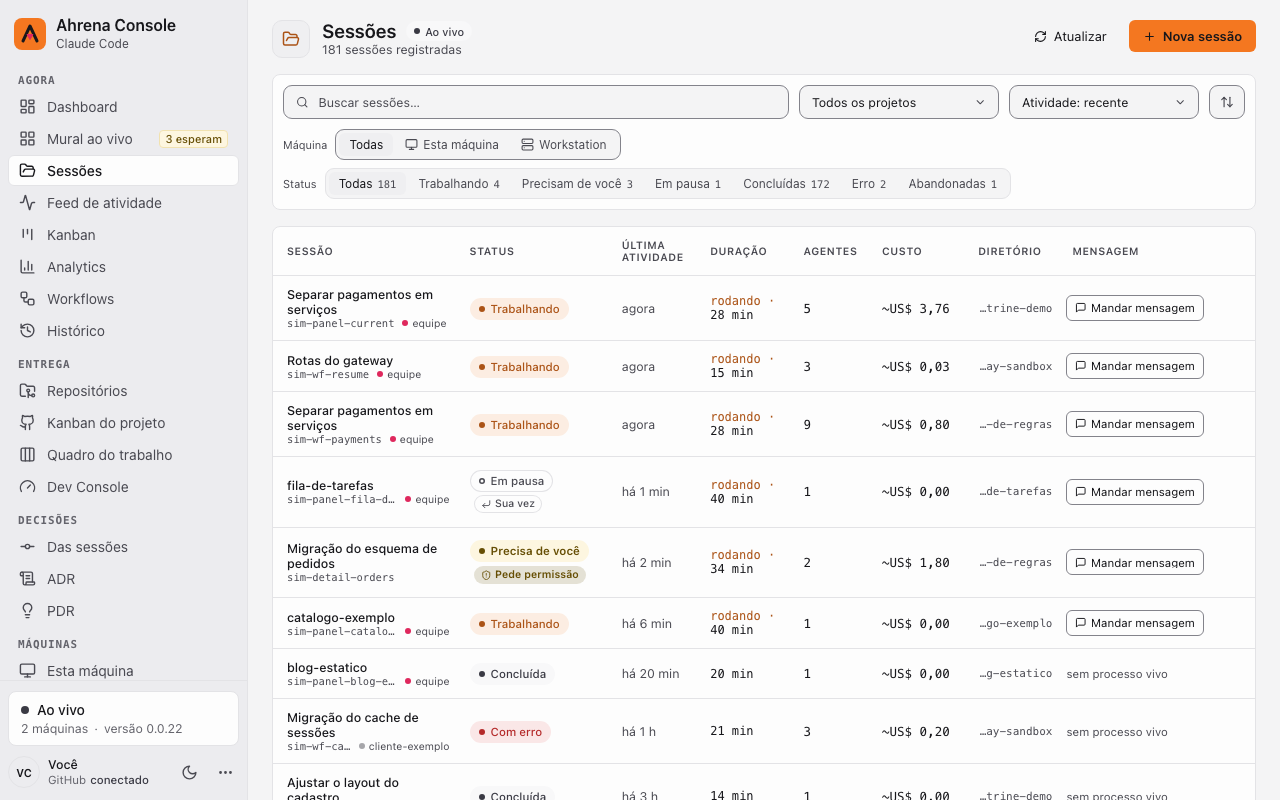 Ahrena Console
Claude Code
AGORA
Dashboard
Mural ao vivo
3 esperam
Sessões
Feed de atividade
Kanban
Analytics
Workflows
Histórico
ENTREGA
Repositórios
Kanban do projeto
Quadro do trabalho
Dev Console
DECISÕES
Das sessões
ADR
PDR
MÁQUINAS
Esta máquina
Ao vivo
2 máquinas · versão 0.0.22
VC
Você
GitHub conectado
Sessões
Ao vivo
181 sessões registradas
Atualizar
Nova sessão
Buscar sessões…
Todos os projetos
Atividade: recente
Máquina
Todas
Esta máquina
Workstation
Status
Todas 181
Trabalhando 4
Precisam de você 3
Em pausa 1
Concluídas 172
Erro 2
Abandonadas 1
SESSÃO
STATUS
ÚLTIMA
ATIVIDADE
DURAÇÃO
AGENTES
CUSTO
DIRETÓRIO
MENSAGEM
Separar pagamentos em
serviços
sim-panel-current
equipe
Trabalhando
agora
rodando ·
28 min
5
~US$ 3,76
…trine-demo
Mandar mensagem
Rotas do gateway
sim-wf-resume
equipe
Trabalhando
agora
rodando ·
15 min
3
~US$ 0,03
…ay-sandbox
Mandar mensagem
Separar pagamentos em
serviços
sim-wf-payments
equipe
Trabalhando
agora
rodando ·
28 min
9
~US$ 0,80
…-de-regras
Mandar mensagem
fila-de-tarefas
sim-panel-fila-d…
equipe
Em pausa
Sua vez
há 1 min
rodando ·
40 min
1
~US$ 0,00
…de-tarefas
Mandar mensagem
Migração do esquema de
pedidos
sim-detail-orders
Precisa de você
Pede permissão
há 2 min
rodando ·
34 min
2
~US$ 1,80
…-de-regras
Mandar mensagem
catalogo-exemplo
sim-panel-catalo…
equipe
Trabalhando
há 6 min
rodando ·
40 min
1
~US$ 0,00
…go-exemplo
Mandar mensagem
blog-estatico
sim-panel-blog-e…
equipe
Concluída
há 20 min
20 min
1
~US$ 0,00
…g-estatico
sem processo vivo
Migração do cache de
sessões
sim-wf-ca…
cliente-exemplo
Com erro
há 1 h
21 min
3
~US$ 0,20
…ay-sandbox
sem processo vivo
Ajustar o layout do
cadastro
Concluída
há 3 h
14 min
1
~US$ 0,00
…trine-demo
sem processo vivo